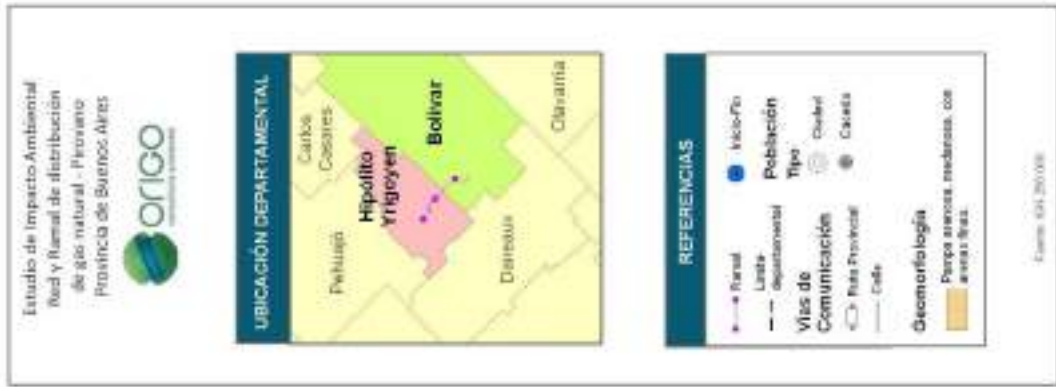 Estudio de Impacto Ambiental
Red y Ramal de distribución
de gas natural - Pirovano
Provincia de Buenos Aires
ORIGO
UBICACIÓN DEPARTAMENTAL
Carlos
Casares
Pehuajó
Hipólito
Yrigoyen
Bolívar
Daireaux
Olavarría
REFERENCIAS
Ramal
Inicio-Fin
Límite
departamental
Vías de
Comunicación
Ruta Provincial
Calle
Población
Tipo
Ciudad
Caserío
Geomorfología
Pampa arenosa medanosa, con
arenas finas.